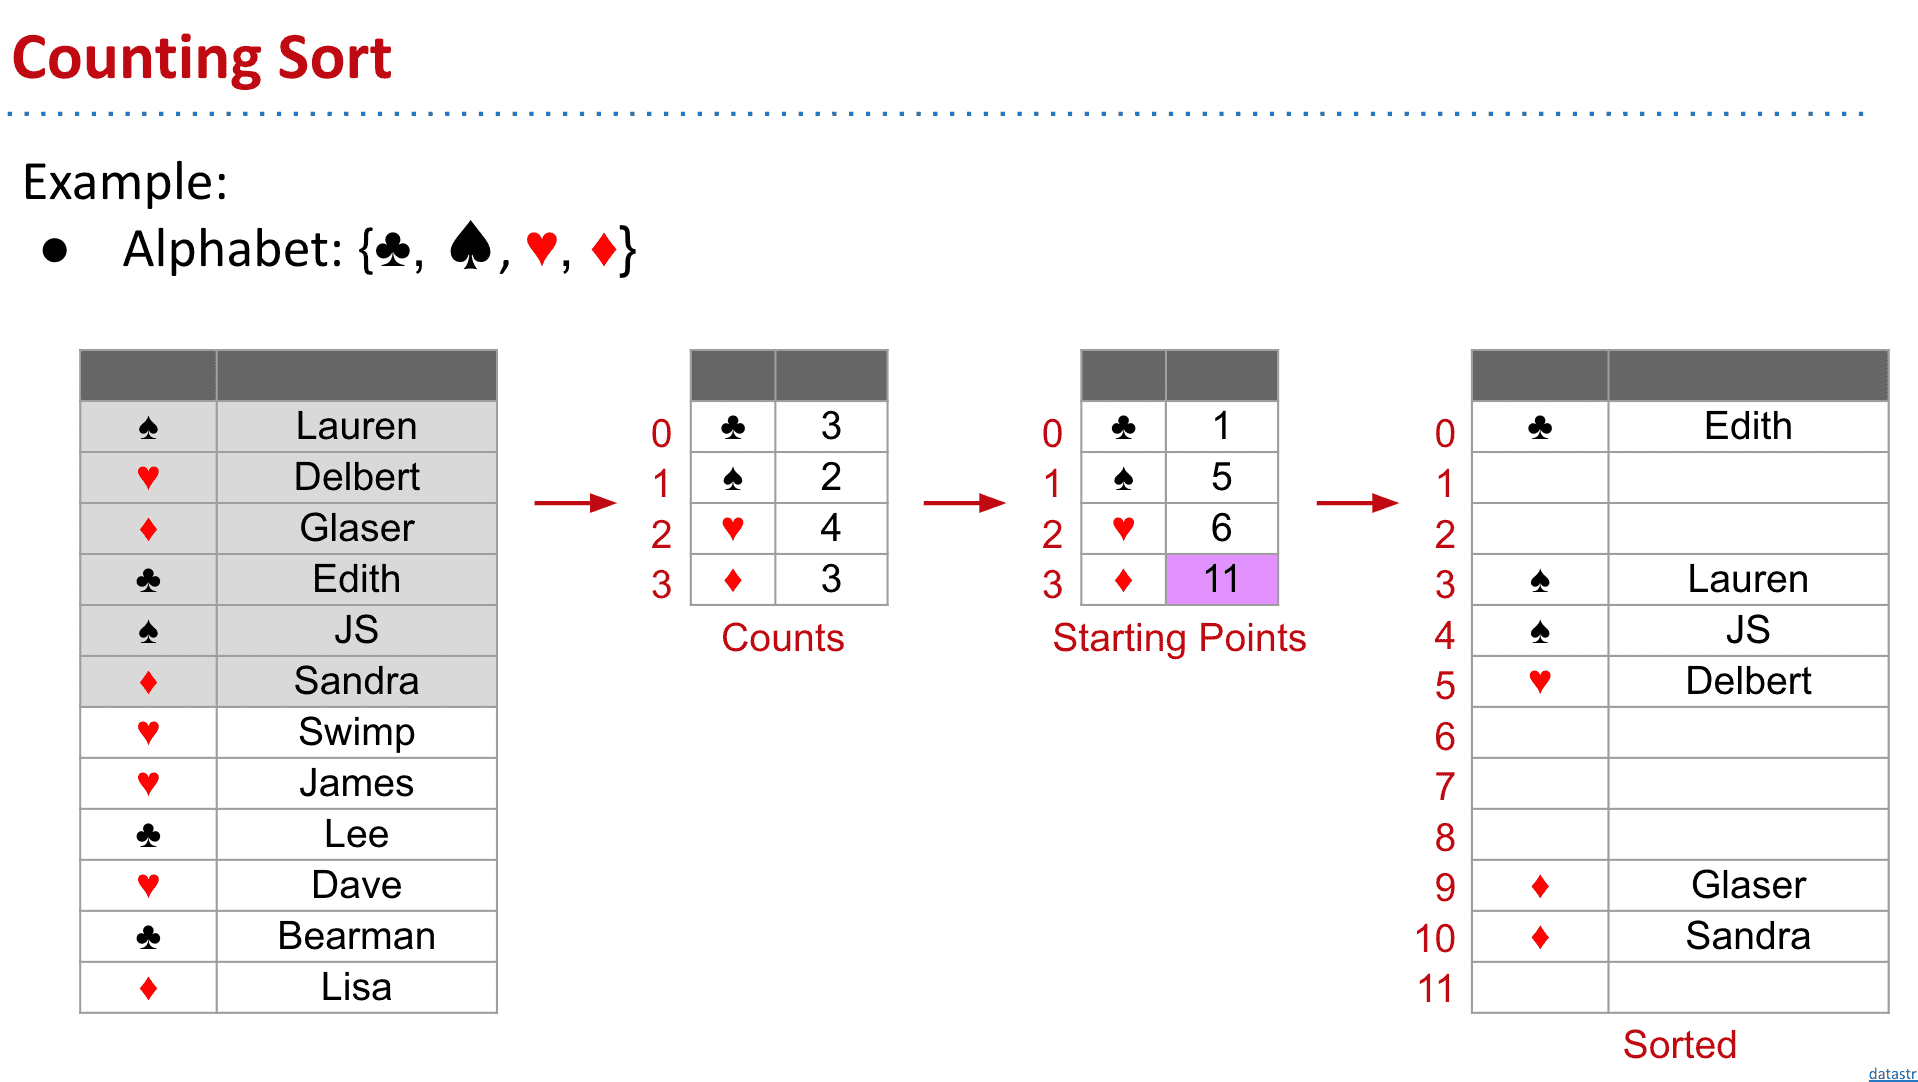 Counting Sort
Example:
● Alphabet: {♣, ♠, ♥, ♦}
♠ Lauren
♥ Delbert
♦ Glaser
♣ Edith
♠ JS
♦ Sandra
♥ Swimp
♥ James
♣ Lee
♥ Dave
♣ Bearman
♦ Lisa
0 ♣ 3
1 ♠ 2
2 ♥ 4
3 ♦ 3
Counts
0 ♣ 1
1 ♠ 5
2 ♥ 6
3 ♦ 11
Starting Points
0 ♣ Edith
1
2
3 ♠ Lauren
4 ♠ JS
5 ♥ Delbert
6
7
8
9 ♦ Glaser
10 ♦ Sandra
11
Sorted
datastr